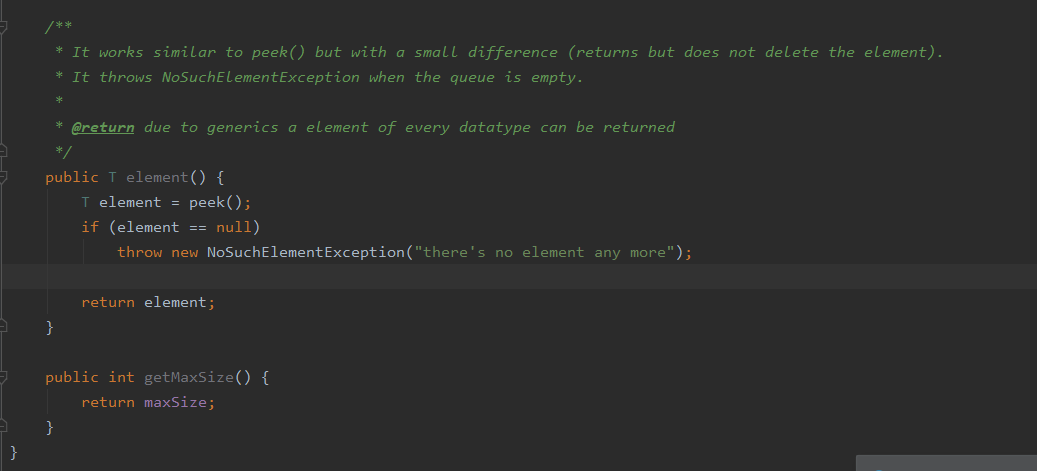 /**
 * It works similar to peek() but with a small difference (returns but does not delete the element).
 * It throws NoSuchElementException when the queue is empty.
 *
 * @return due to generics a element of every datatype can be returned
 */
public T element() {
    T element = peek();
    if (element == null)
        throw new NoSuchElementException("there's no element any more");
    return element;
}
public int getMaxSize() {
    return maxSize;
}
}